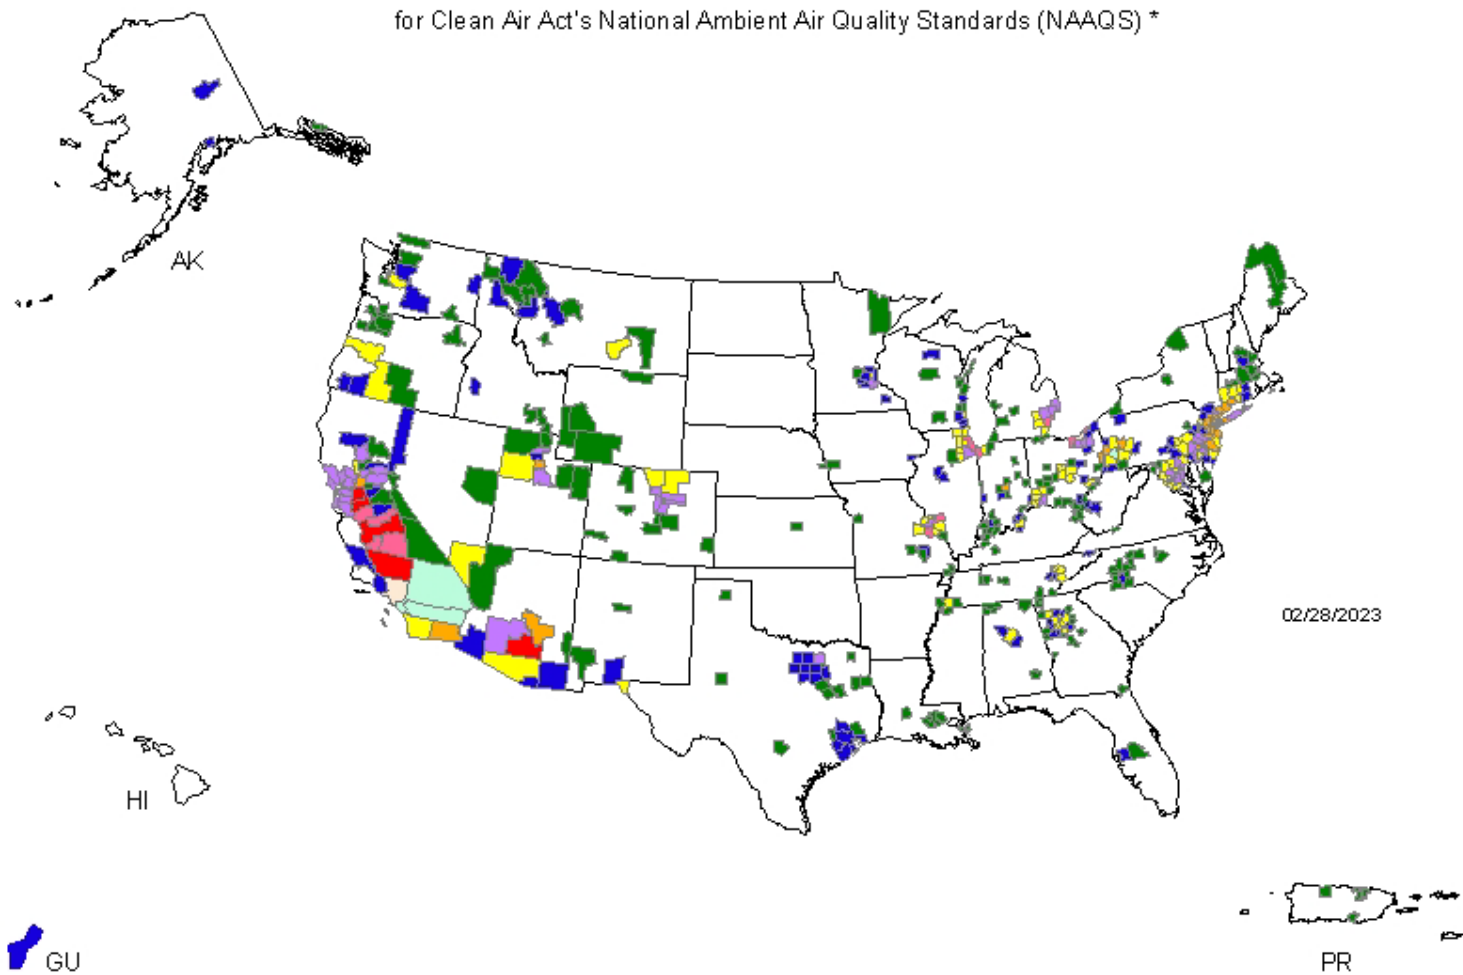 for Clean Air Act's National Ambient Air Quality Standards (NAAQS) *
AK
02/28/2023
HI
GU
PR